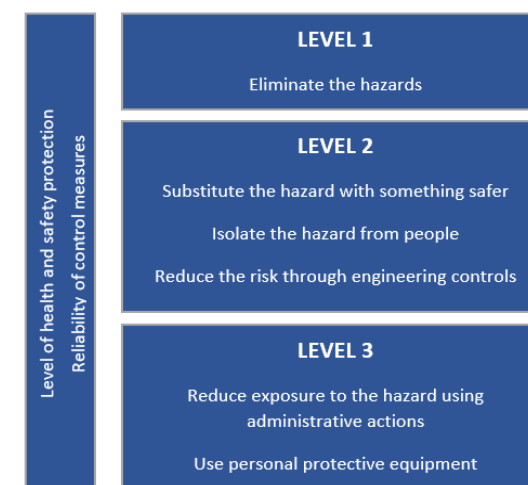 Level of health and safety protection
Reliability of control measures
LEVEL 1
Eliminate the hazards
LEVEL 2
Substitute the hazard with something safer
Isolate the hazard from people
Reduce the risk through engineering controls
LEVEL 3
Reduce exposure to the hazard using
administrative actions
Use personal protective equipment